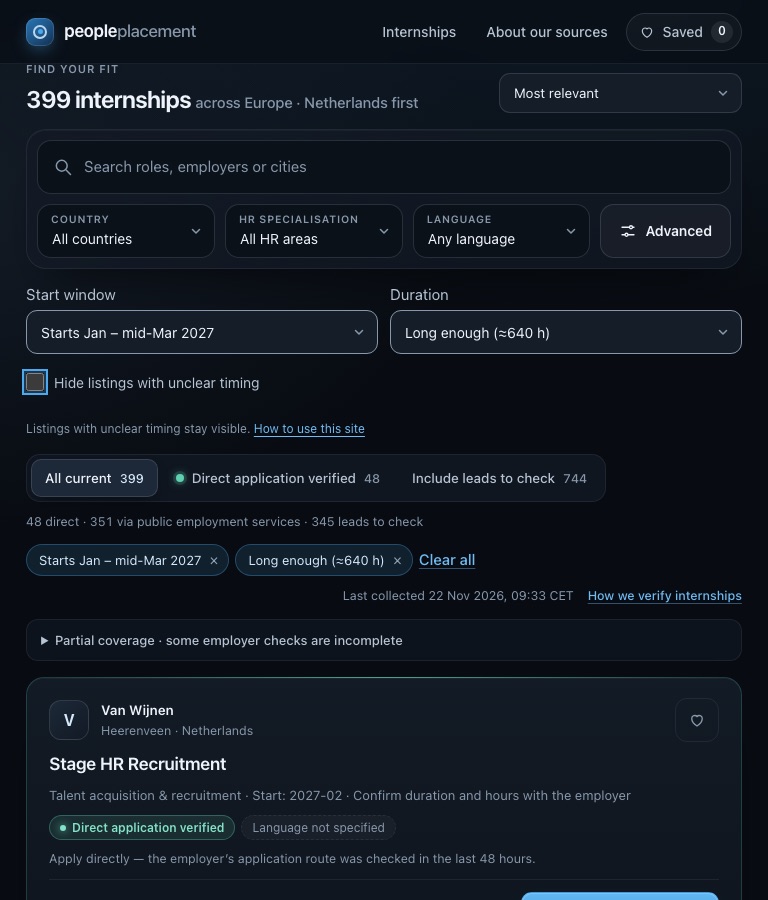 peopleplacement
Internships
About our sources
Saved 0
FIND YOUR FIT
399 internships across Europe · Netherlands first
Most relevant
Search roles, employers or cities
COUNTRY
All countries
HR SPECIALISATION
All HR areas
LANGUAGE
Any language
Advanced
Start window
Starts Jan – mid-Mar 2027
Duration
Long enough (≈640 h)
Hide listings with unclear timing
Listings with unclear timing stay visible. How to use this site
All current 399
Direct application verified 48
Include leads to check 744
48 direct · 351 via public employment services · 345 leads to check
Starts Jan – mid-Mar 2027 ×
Long enough (≈640 h) ×
Clear all
Last collected 22 Nov 2026, 09:33 CET
How we verify internships
Partial coverage · some employer checks are incomplete
V
Van Wijnen
Heerenveen · Netherlands
Stage HR Recruitment
Talent acquisition & recruitment · Start: 2027-02 · Confirm duration and hours with the employer
Direct application verified
Language not specified
Apply directly — the employer's application route was checked in the last 48 hours.